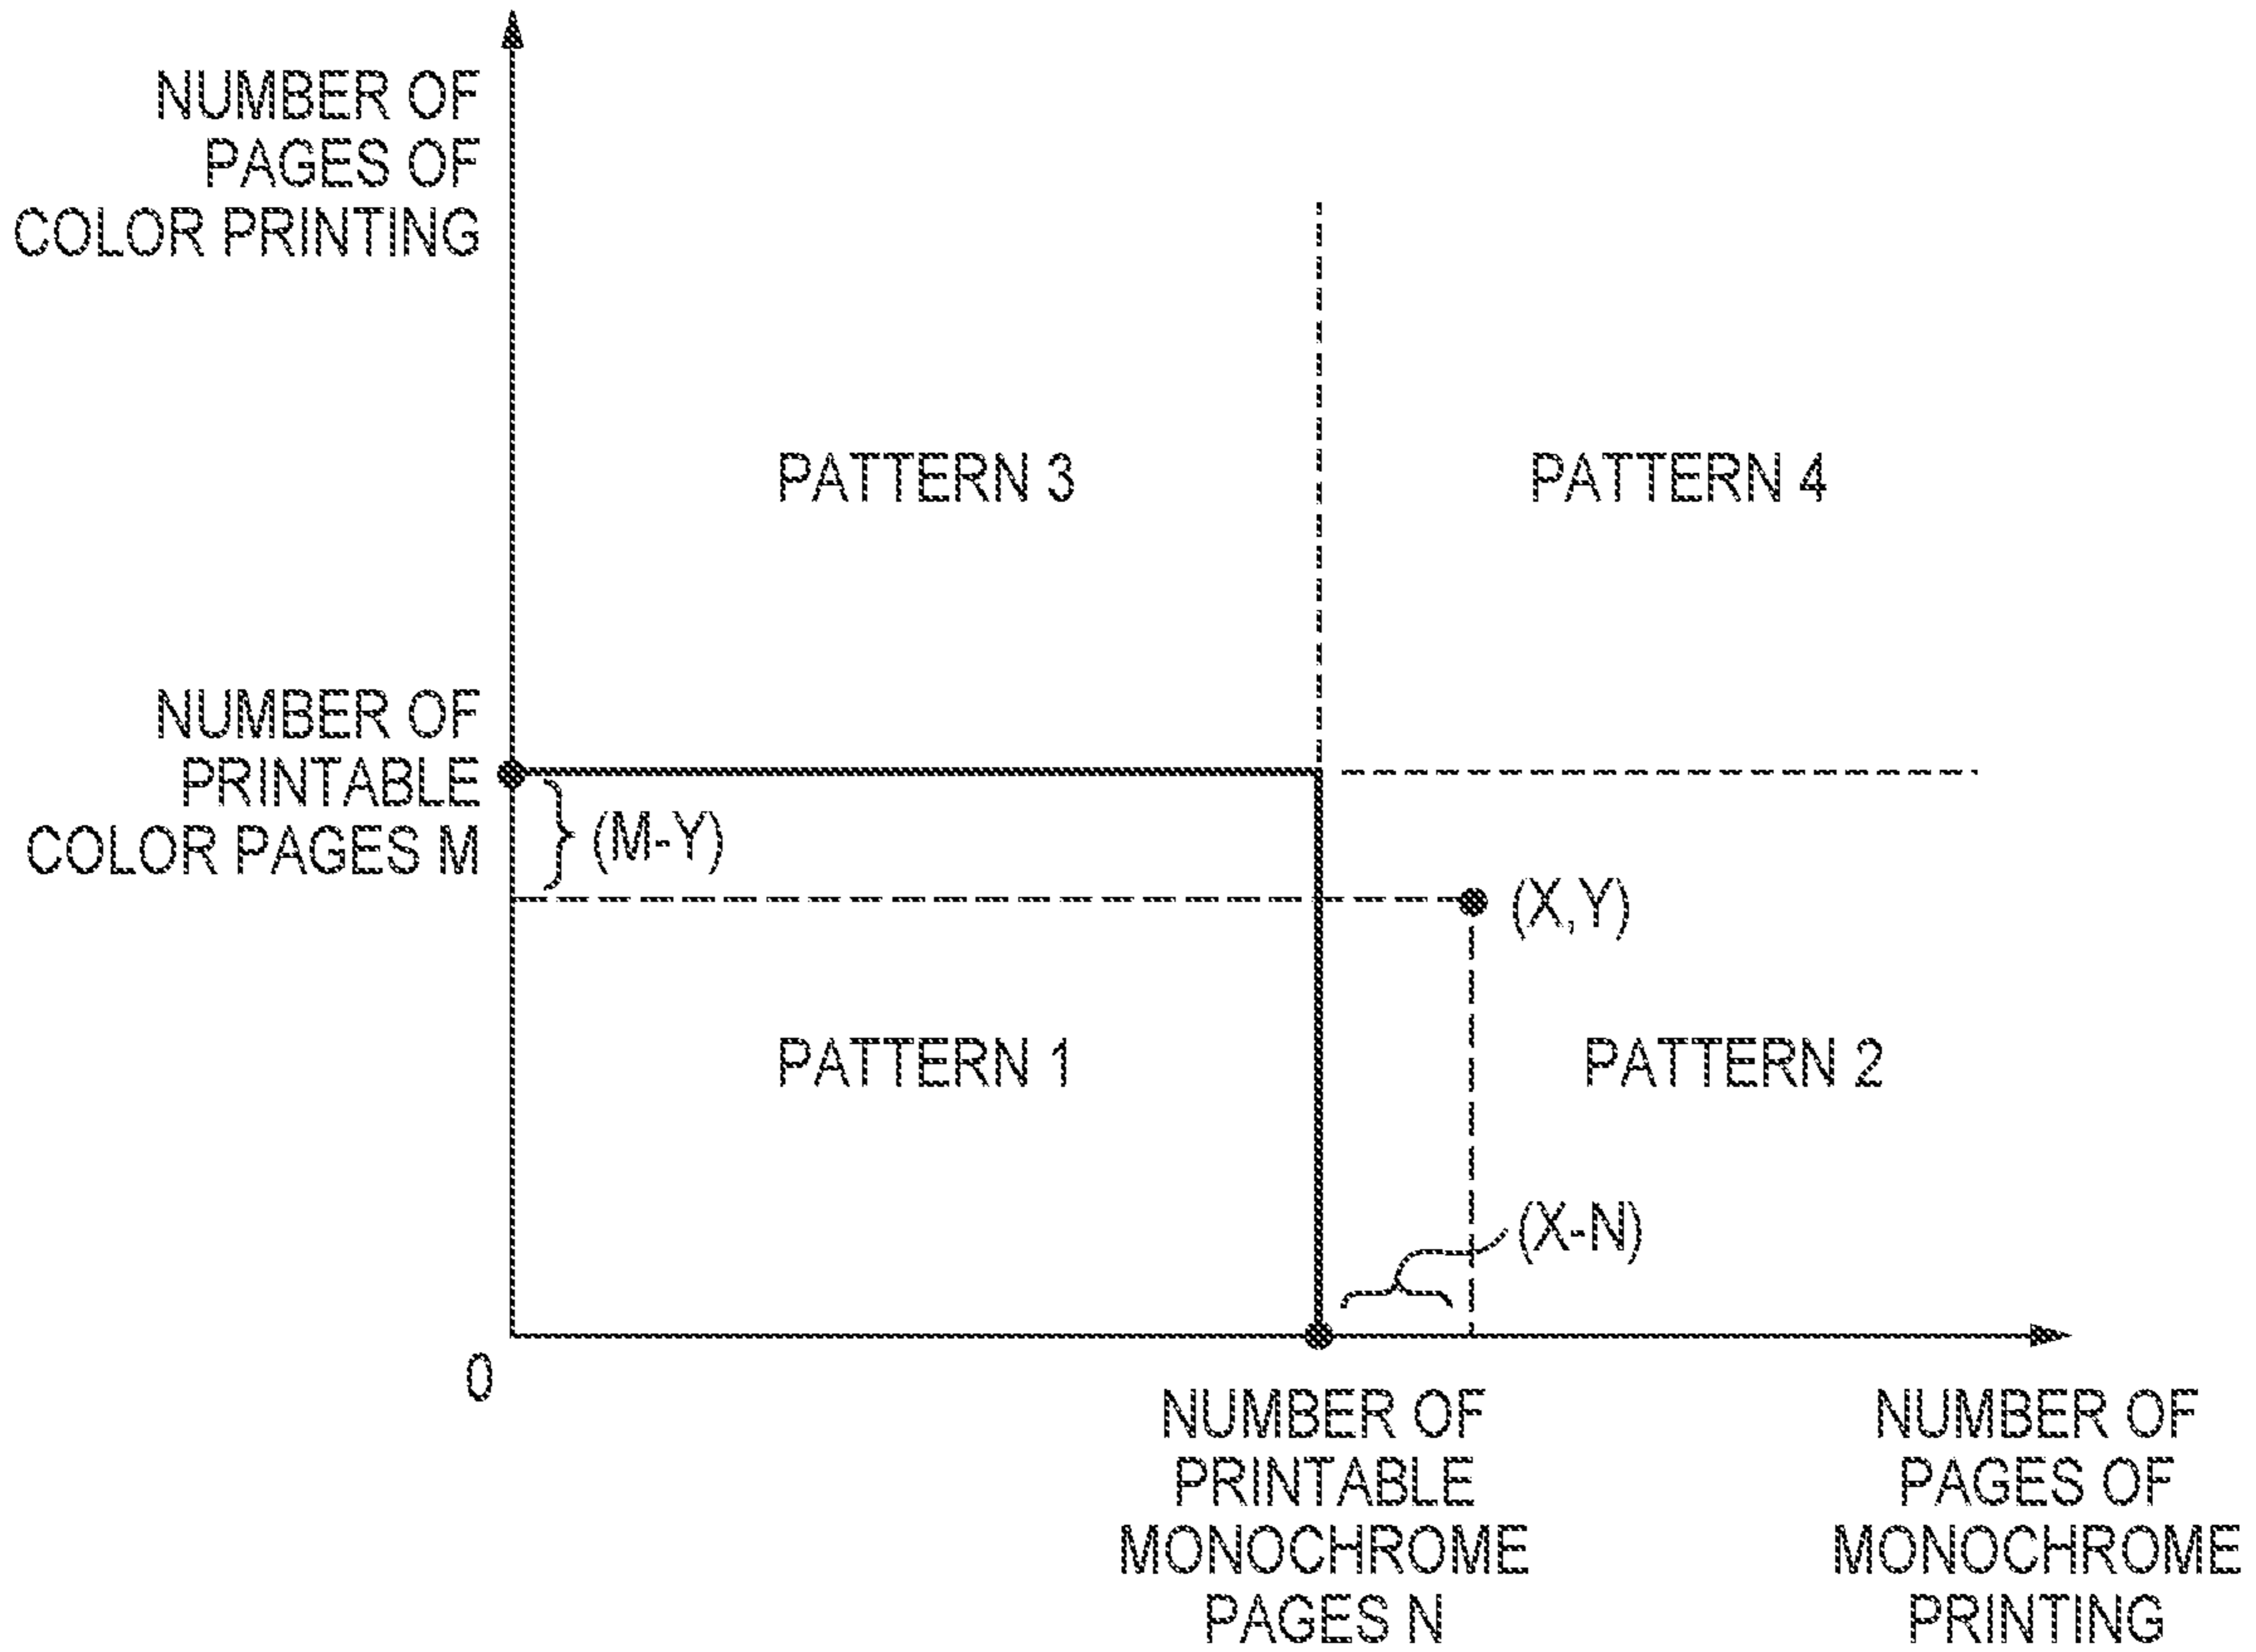 NUMBER OF
PAGES OF
COLOR PRINTING
PATTERN 3
PATTERN 4
NUMBER OF
PRINTABLE
COLOR PAGES M
(M-Y)
(X,Y)
PATTERN 1
PATTERN 2
(X-N)
0
NUMBER OF
PRINTABLE
MONOCHROME
PAGES N
NUMBER OF
PAGES OF
MONOCHROME
PRINTING